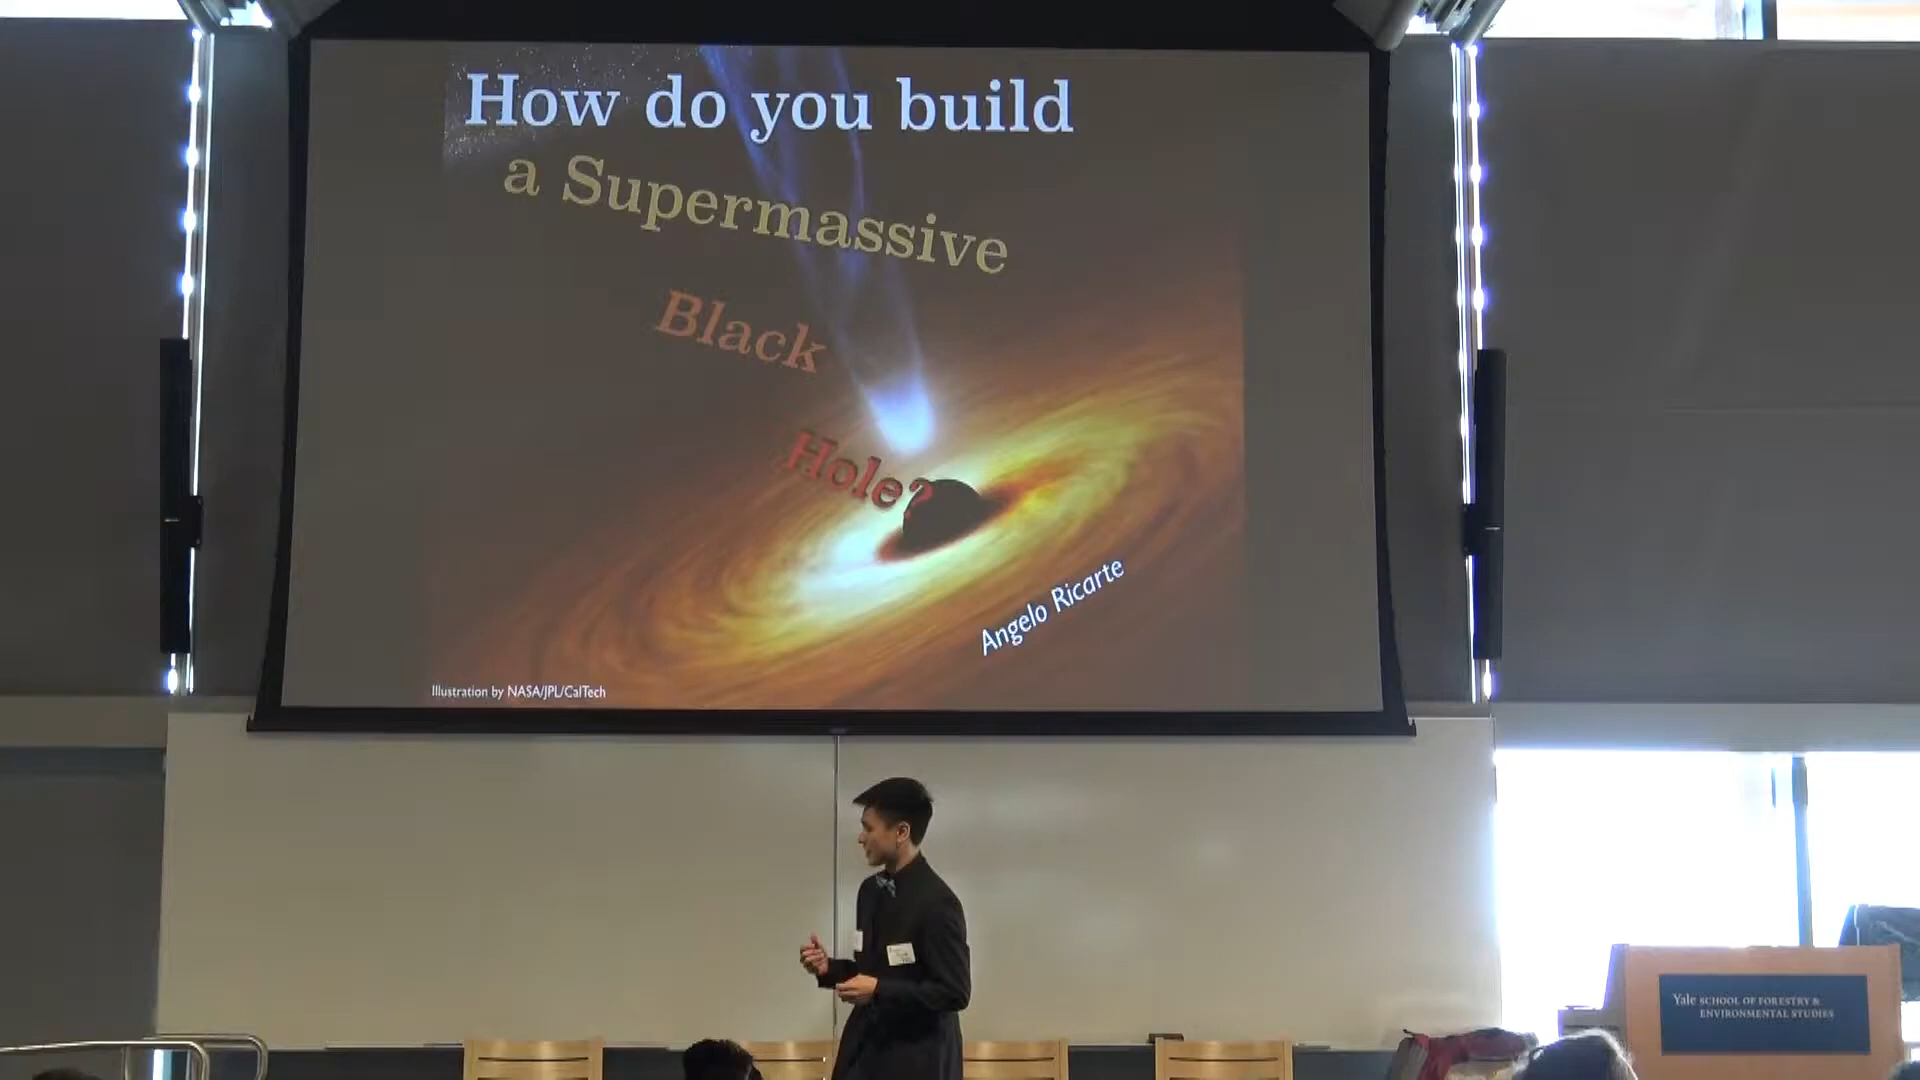 How do you build
a Supermassive
Black
Hole?
Angelo Ricarte
Illustration by NASA/JPL/CalTech
Yale SCHOOL OF FORESTRY &
ENVIRONMENTAL STUDIES